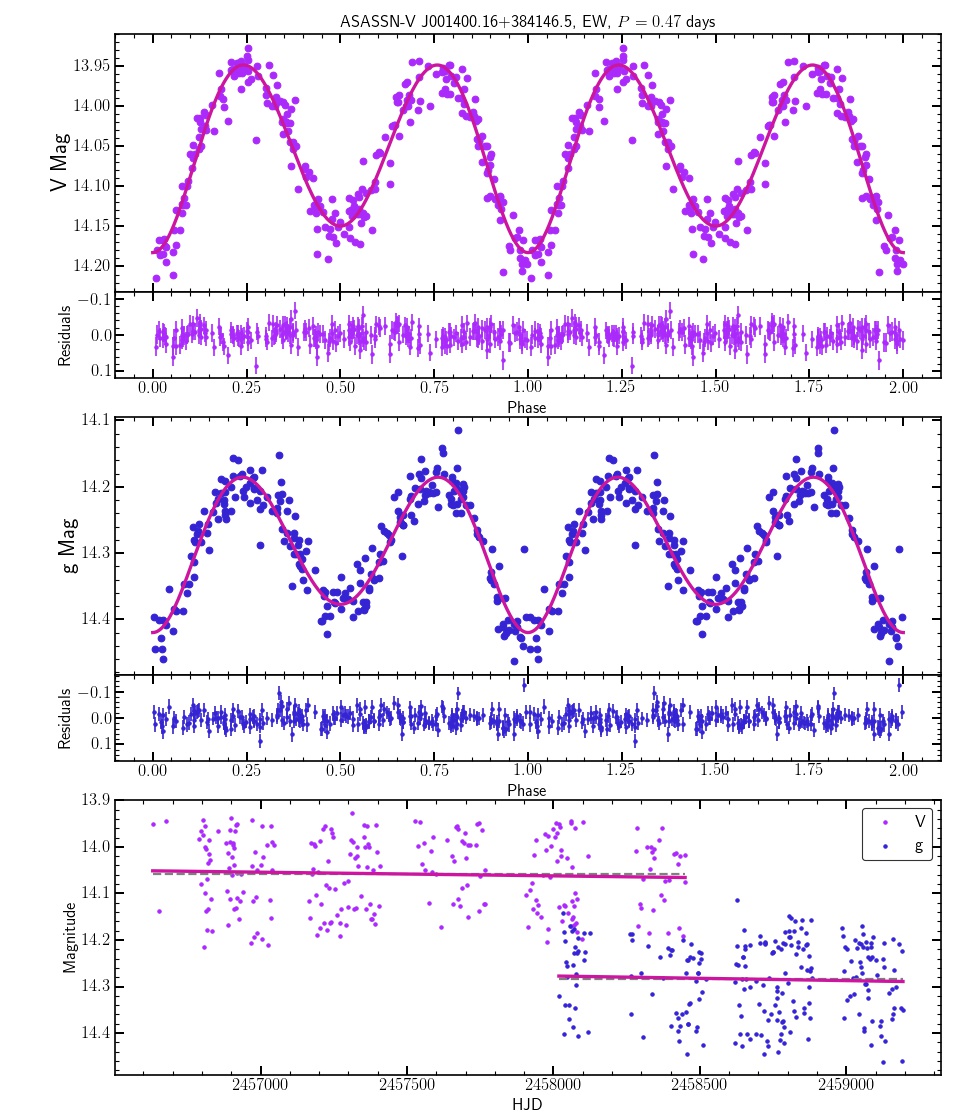 ASASSN-V J001400.16+384146.5, EW, P = 0.47 days
13.95
14.00
14.05
14.10
14.15
14.20
V Mag
−0.1
0.0
0.1
Residuals
0.00 0.25 0.50 0.75 1.00 1.25 1.50 1.75 2.00
Phase
14.1
14.2
14.3
14.4
g Mag
−0.1
0.0
0.1
Residuals
0.00 0.25 0.50 0.75 1.00 1.25 1.50 1.75 2.00
Phase
13.9
14.0
14.1
14.2
14.3
14.4
Magnitude
V
g
2457000 2457500 2458000 2458500 2459000
HJD